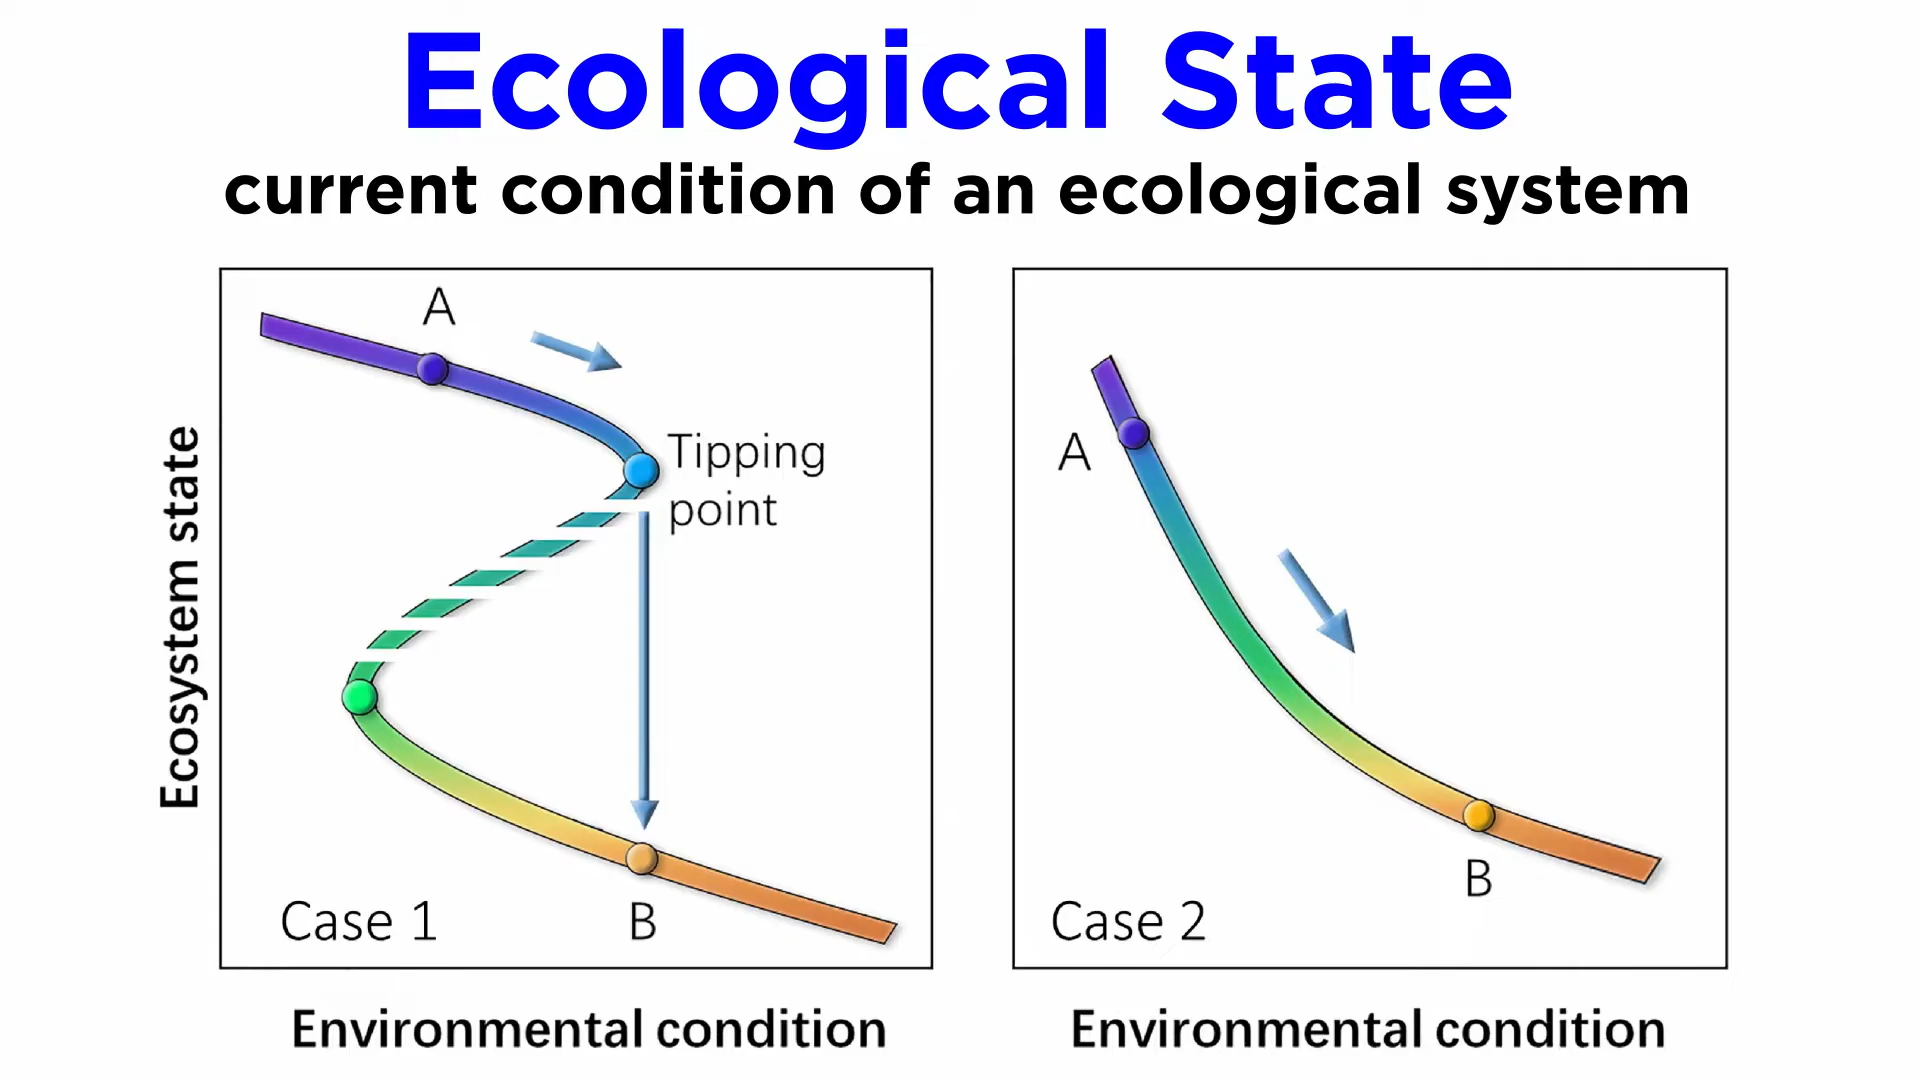 Ecological State
current condition of an ecological system
Ecosystem state
A
Tipping
point
Case 1
B
Environmental condition
A
B
Case 2
Environmental condition